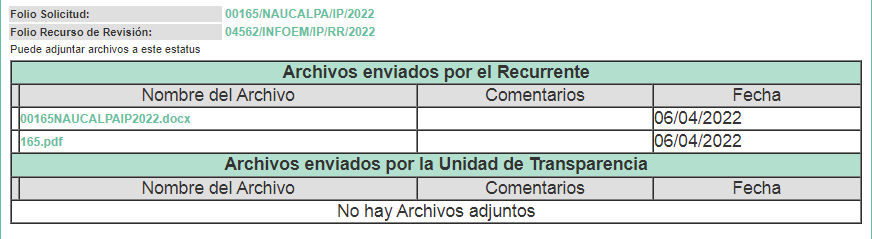 Folio Solicitud: 00165/NAUCALPA/IP/2022
Folio Recurso de Revisión: 04562/INFOEM/IP/RR/2022
Puede adjuntar archivos a este estatus
Archivos enviados por el Recurrente
Nombre del Archivo Comentarios Fecha
00165NAUCALPAIP2022.docx 06/04/2022
165.pdf 06/04/2022
Archivos enviados por la Unidad de Transparencia
Nombre del Archivo Comentarios Fecha
No hay Archivos adjuntos